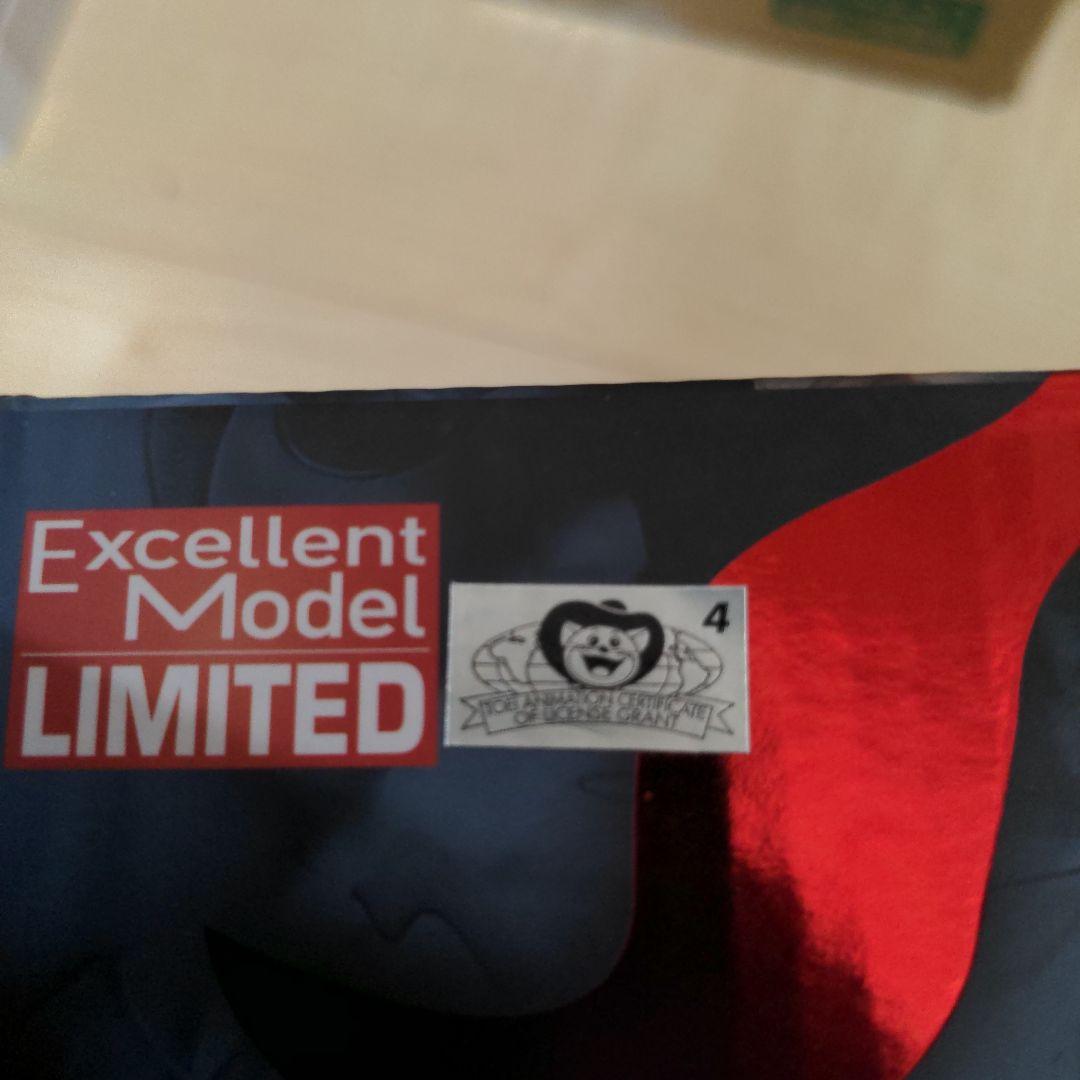 Excellent
Model
LIMITED
4
TOEI ANIMATION CERTIFICATE
OF LICENSE GRANT